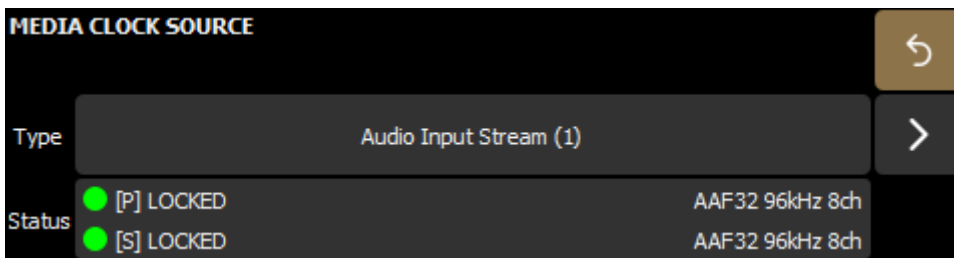 MEDIA CLOCK SOURCE
Type
Audio Input Stream (1)
Status
[P] LOCKED AAF32 96kHz 8ch
[S] LOCKED AAF32 96kHz 8ch